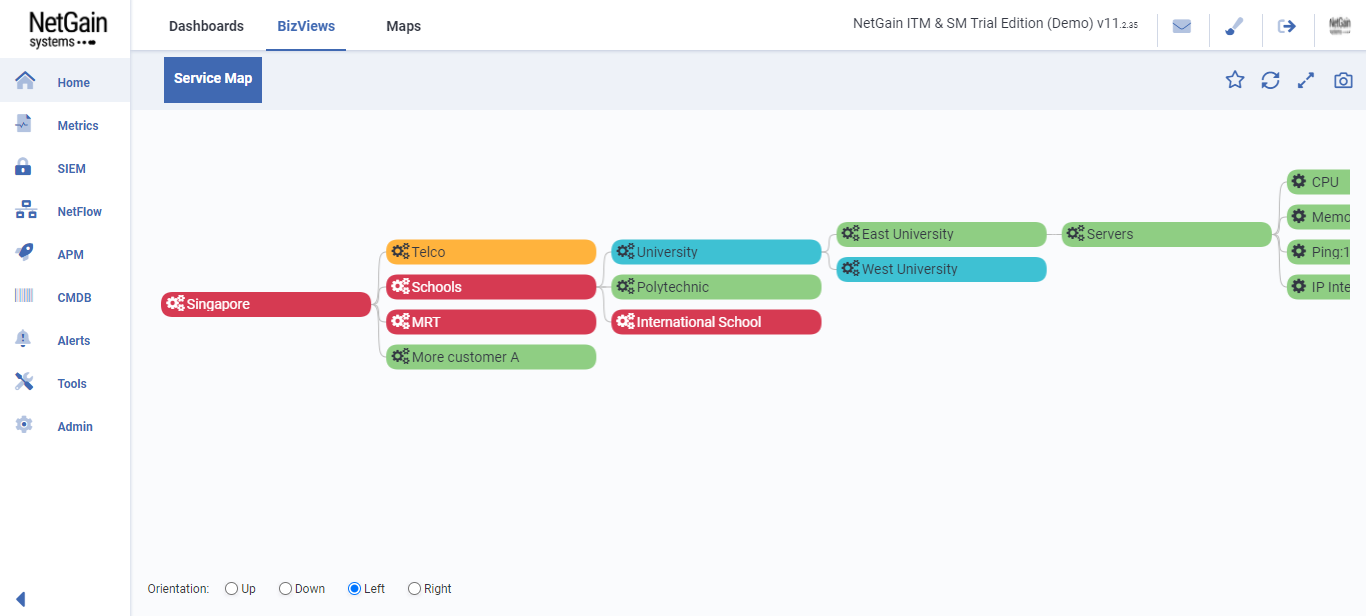 NetGain
systems
Dashboards
BizViews
Maps
NetGain ITM & SM Trial Edition (Demo) v11.2.35
NetGain
Home
Metrics
SIEM
NetFlow
APM
CMDB
Alerts
Tools
Admin
Service Map
Singapore
Telco
Schools
MRT
More customer A
University
Polytechnic
International School
East University
West University
Servers
CPU
Memo
Ping:1
IP Inte
Orientation: Up Down Left Right